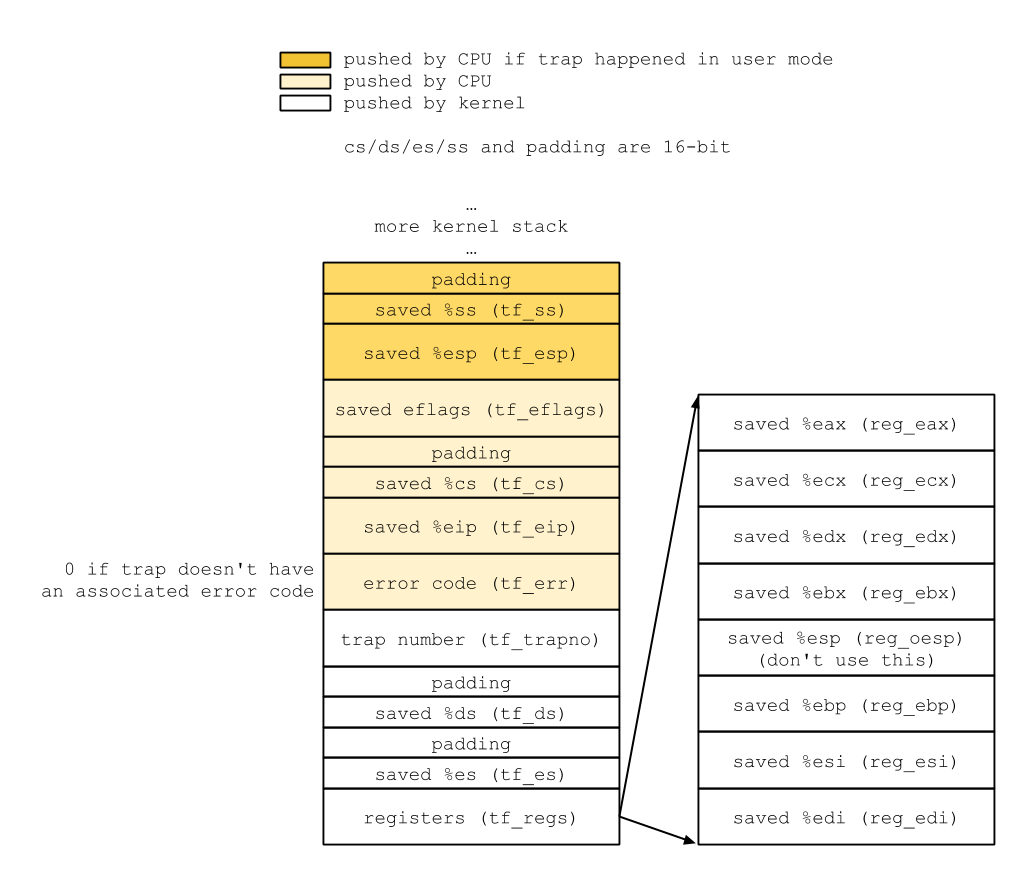 pushed by CPU if trap happened in user mode
pushed by CPU
pushed by kernel
cs/ds/es/ss and padding are 16-bit
…
more kernel stack
…
padding
saved %ss (tf_ss)
saved %esp (tf_esp)
saved eflags (tf_eflags)
padding
saved %cs (tf_cs)
saved %eip (tf_eip)
0 if trap doesn't have
an associated error code
error code (tf_err)
trap number (tf_trapno)
padding
saved %ds (tf_ds)
padding
saved %es (tf_es)
registers (tf_regs)
saved %eax (reg_eax)
saved %ecx (reg_ecx)
saved %edx (reg_edx)
saved %ebx (reg_ebx)
saved %esp (reg_oesp)
(don't use this)
saved %ebp (reg_ebp)
saved %esi (reg_esi)
saved %edi (reg_edi)